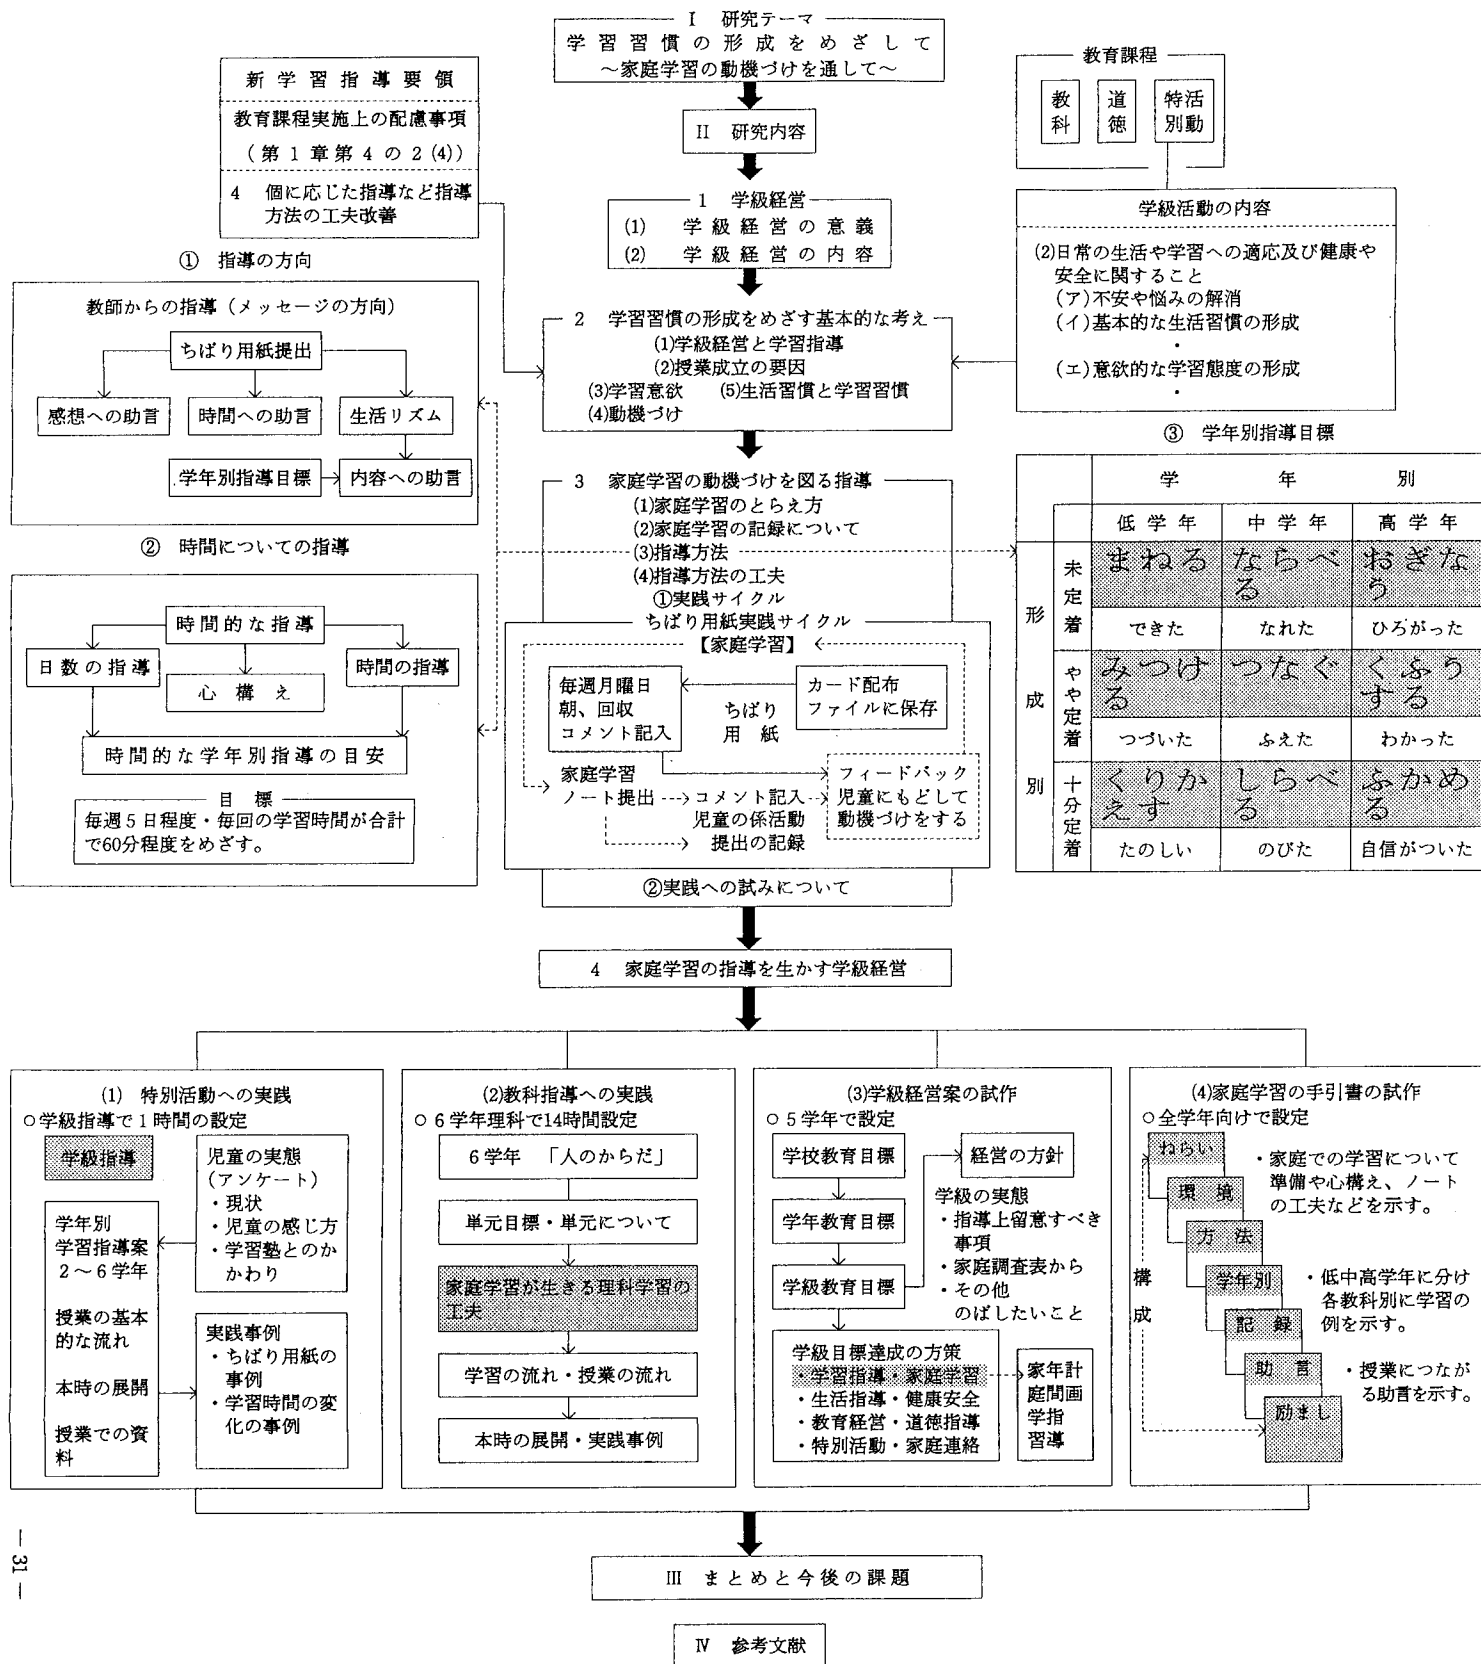 I 研究テーマ
学習習慣の形成をめざして
～家庭学習の動機づけを通して～
II 研究内容
1 学級経営
(1) 学級経営の意義
(2) 学級経営の内容
新学習指導要領
教育課程実施上の配慮事項
(第1章第4の2(4))
4 個に応じた指導など指導
方法の工夫改善
教育課程
教科
道徳
特活
別動
学級活動の内容
(2)日常の生活や学習への適応及び健康や
安全に関すること
(ア)不安や悩みの解消
(イ)基本的な生活習慣の形成
・
(エ)意欲的な学習態度の形成
・
① 指導の方向
教師からの指導（メッセージの方向）
ちばり用紙提出
感想への助言
時間への助言
生活リズム
学年別指導目標
内容への助言
2 学習習慣の形成をめざす基本的な考え
(1)学級経営と学習指導
(2)授業成立の要因
(3)学習意欲 (5)生活習慣と学習習慣
(4)動機づけ
② 時間についての指導
時間的な指導
日数の指導
心構え
時間の指導
時間的な学年別指導の目安
目標
毎週5日程度・毎回の学習時間が合計
で60分程度をめざす。
3 家庭学習の動機づけを図る指導
(1)家庭学習のとらえ方
(2)家庭学習の記録について
(3)指導方法
(4)指導方法の工夫
①実践サイクル
ちばり用紙実践サイクル
【家庭学習】
毎週月曜日
朝、回収
コメント記入
ちばり
用紙
カード配布
ファイルに保存
家庭学習
ノート提出
コメント記入
児童の係活動
提出の記録
フィードバック
児童にもどして
動機づけをする
②実践への試みについて
③ 学年別指導目標
学年別
低学年 中学年 高学年
形成別
未定着
まねる ならべる おぎなう
できた なれた ひろがった
やや定着
みつける つなぐ くふうする
つづいた ふえた わかった
十分定着
くりかえす しらべる ふかめる
たのしい のびた 自信がついた
4 家庭学習の指導を生かす学級経営
(1) 特別活動への実践
○学級指導で1時間の設定
学級指導
学年別
学習指導案
2～6学年
授業の基本
的な流れ
本時の展開
授業での資
料
児童の実態
(アンケート)
・現状
・児童の感じ方
・学習塾とのか
かわり
実践事例
・ちばり用紙の
事例
・学習時間の変
化の事例
(2)教科指導への実践
○6学年理科で14時間設定
6学年 「人のからだ」
単元目標・単元について
家庭学習が生きる理科学習の
工夫
学習の流れ・授業の流れ
本時の展開・実践事例
(3)学級経営案の試作
○5学年で設定
学校教育目標
学年教育目標
学級教育目標
経営の方針
学級の実態
・指導上留意すべき
事項
・家庭調査表から
・その他
のばしたいこと
学級目標達成の方策
・学習指導・家庭学習
・生活指導・健康安全
・教育経営・道徳指導
・特別活動・家庭連絡
家年計
庭間画
学指
習導
(4)家庭学習の手引書の試作
○全学年向けで設定
構成
ねらい
環境
方法
学年別
記録
助言
励まし
・家庭での学習について
準備や心構え、ノート
の工夫などを示す。
・低中高学年に分け
各教科別に学習の
例を示す。
・授業につなが
る助言を示す。
III まとめと今後の課題
IV 参考文献
— 31 —